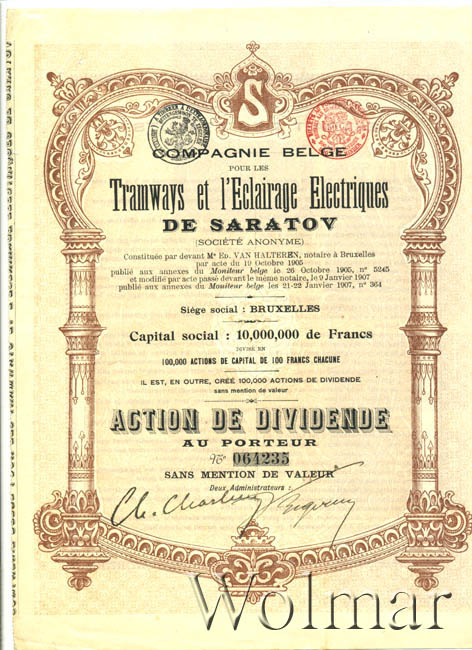 S
COMPAGNIE BELGE
POUR LES
Tramways et l'Eclairage Electriques
DE SARATOV
(SOCIÉTÉ ANONYME)
Constituée par devant Me ED. VAN HALTEREN, notaire à Bruxelles
par acte du 19 Octobre 1905
publié aux annexes du Moniteur belge le 26 Octobre 1905, n° 5245
et modifié par acte passé devant le même notaire, le 9 Janvier 1907
publié aux annexes du Moniteur belge les 21-22 Janvier 1907, n° 364
Siège social : BRUXELLES
Capital social : 10,000,000 de Francs
DIVISÉ EN
100,000 ACTIONS DE CAPITAL DE 100 FRANCS CHACUNE
IL EST, EN OUTRE, CRÉÉ 100,000 ACTIONS DE DIVIDENDE
sans mention de valeur
ACTION DE DIVIDENDE
AU PORTEUR
No 064235
SANS MENTION DE VALEUR
Deux Administrateurs :
Wolmar